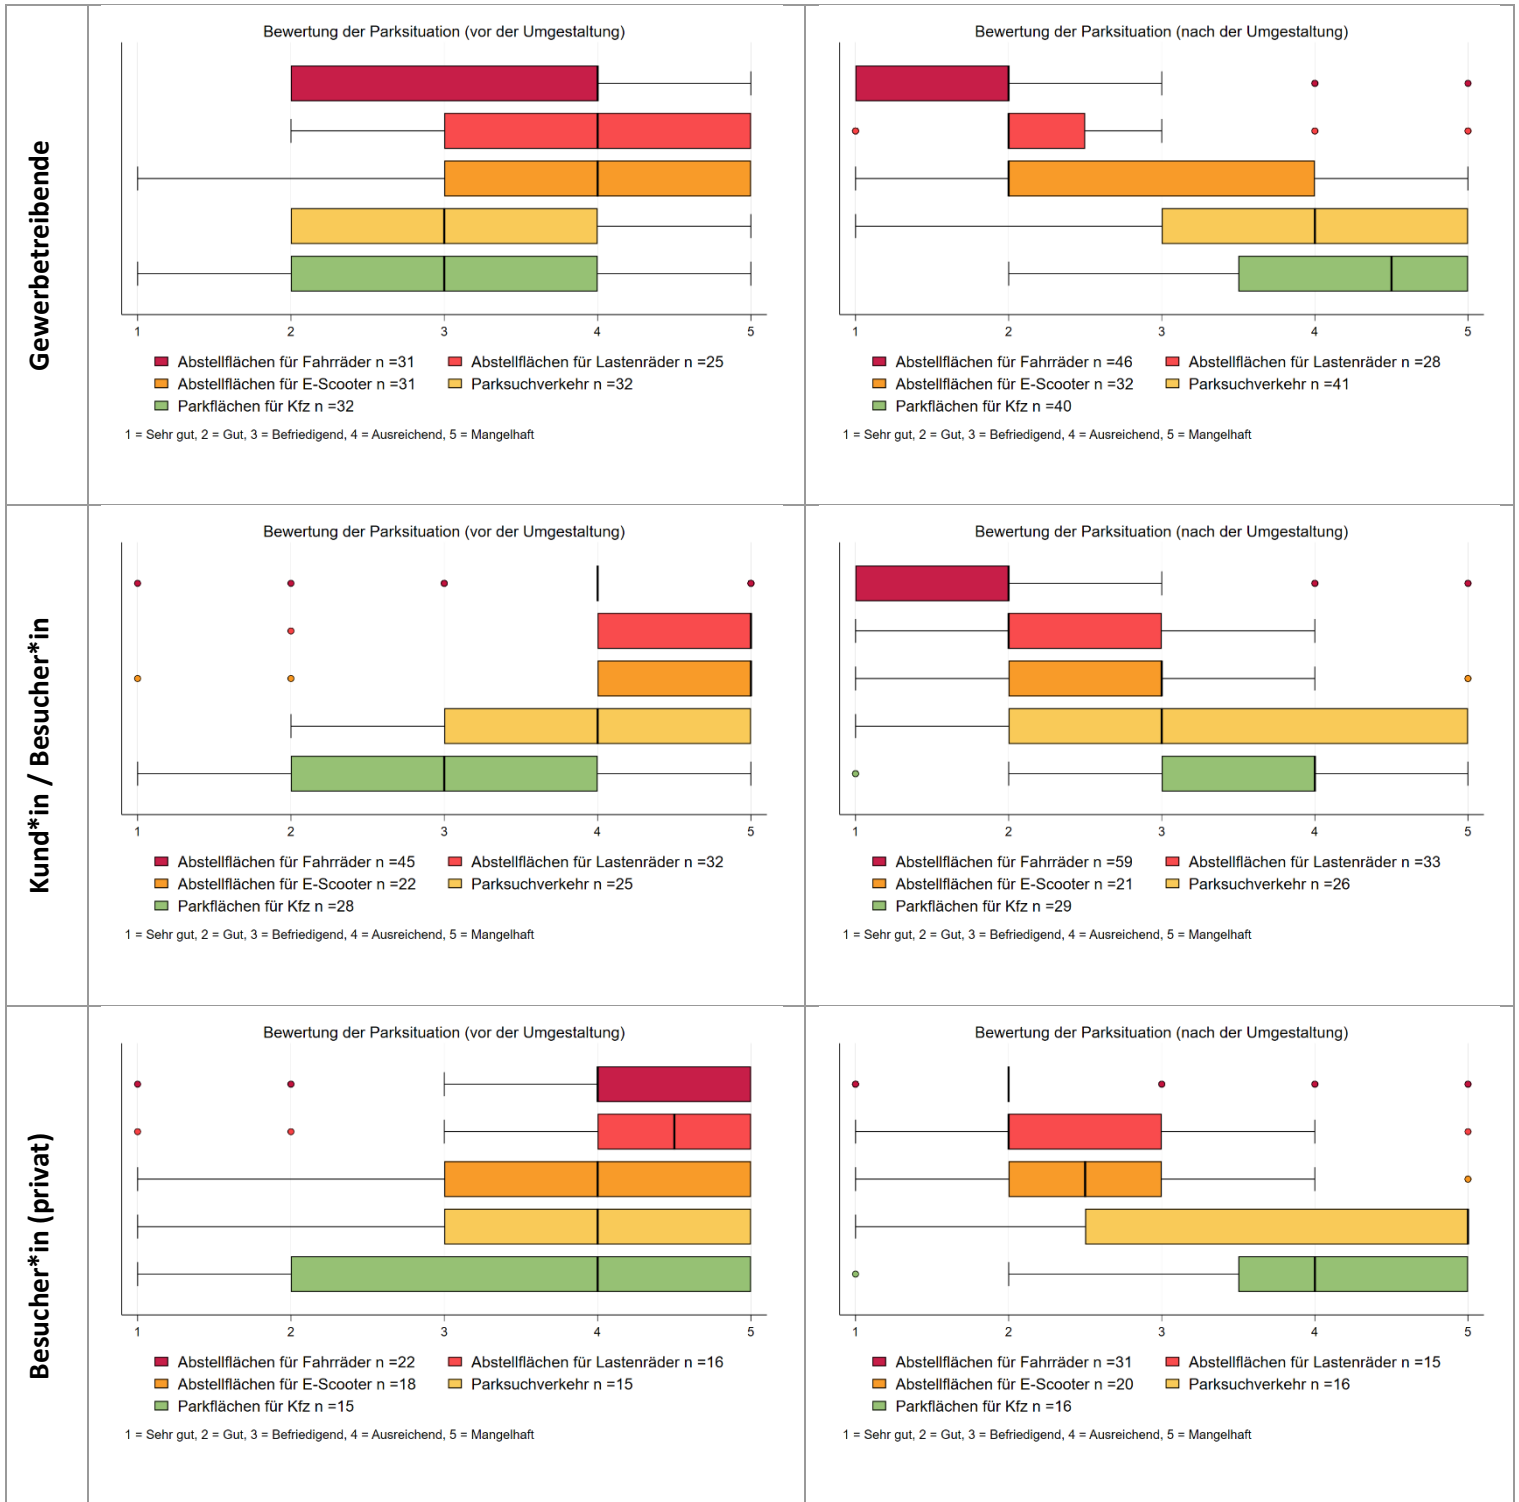 Gewerbetreibende
Bewertung der Parksituation (vor der Umgestaltung)
1 2 3 4 5
Abstellflächen für Fahrräder n =31 Abstellflächen für Lastenräder n =25
Abstellflächen für E-Scooter n =31 Parksuchverkehr n =32
Parkflächen für Kfz n =32
1 = Sehr gut, 2 = Gut, 3 = Befriedigend, 4 = Ausreichend, 5 = Mangelhaft
Bewertung der Parksituation (nach der Umgestaltung)
1 2 3 4 5
Abstellflächen für Fahrräder n =46 Abstellflächen für Lastenräder n =28
Abstellflächen für E-Scooter n =32 Parksuchverkehr n =41
Parkflächen für Kfz n =40
1 = Sehr gut, 2 = Gut, 3 = Befriedigend, 4 = Ausreichend, 5 = Mangelhaft
Kund*in / Besucher*in
Bewertung der Parksituation (vor der Umgestaltung)
1 2 3 4 5
Abstellflächen für Fahrräder n =45 Abstellflächen für Lastenräder n =32
Abstellflächen für E-Scooter n =22 Parksuchverkehr n =25
Parkflächen für Kfz n =28
1 = Sehr gut, 2 = Gut, 3 = Befriedigend, 4 = Ausreichend, 5 = Mangelhaft
Bewertung der Parksituation (nach der Umgestaltung)
1 2 3 4 5
Abstellflächen für Fahrräder n =59 Abstellflächen für Lastenräder n =33
Abstellflächen für E-Scooter n =21 Parksuchverkehr n =26
Parkflächen für Kfz n =29
1 = Sehr gut, 2 = Gut, 3 = Befriedigend, 4 = Ausreichend, 5 = Mangelhaft
Besucher*in (privat)
Bewertung der Parksituation (vor der Umgestaltung)
1 2 3 4 5
Abstellflächen für Fahrräder n =22 Abstellflächen für Lastenräder n =16
Abstellflächen für E-Scooter n =18 Parksuchverkehr n =15
Parkflächen für Kfz n =15
1 = Sehr gut, 2 = Gut, 3 = Befriedigend, 4 = Ausreichend, 5 = Mangelhaft
Bewertung der Parksituation (nach der Umgestaltung)
1 2 3 4 5
Abstellflächen für Fahrräder n =31 Abstellflächen für Lastenräder n =15
Abstellflächen für E-Scooter n =20 Parksuchverkehr n =16
Parkflächen für Kfz n =16
1 = Sehr gut, 2 = Gut, 3 = Befriedigend, 4 = Ausreichend, 5 = Mangelhaft